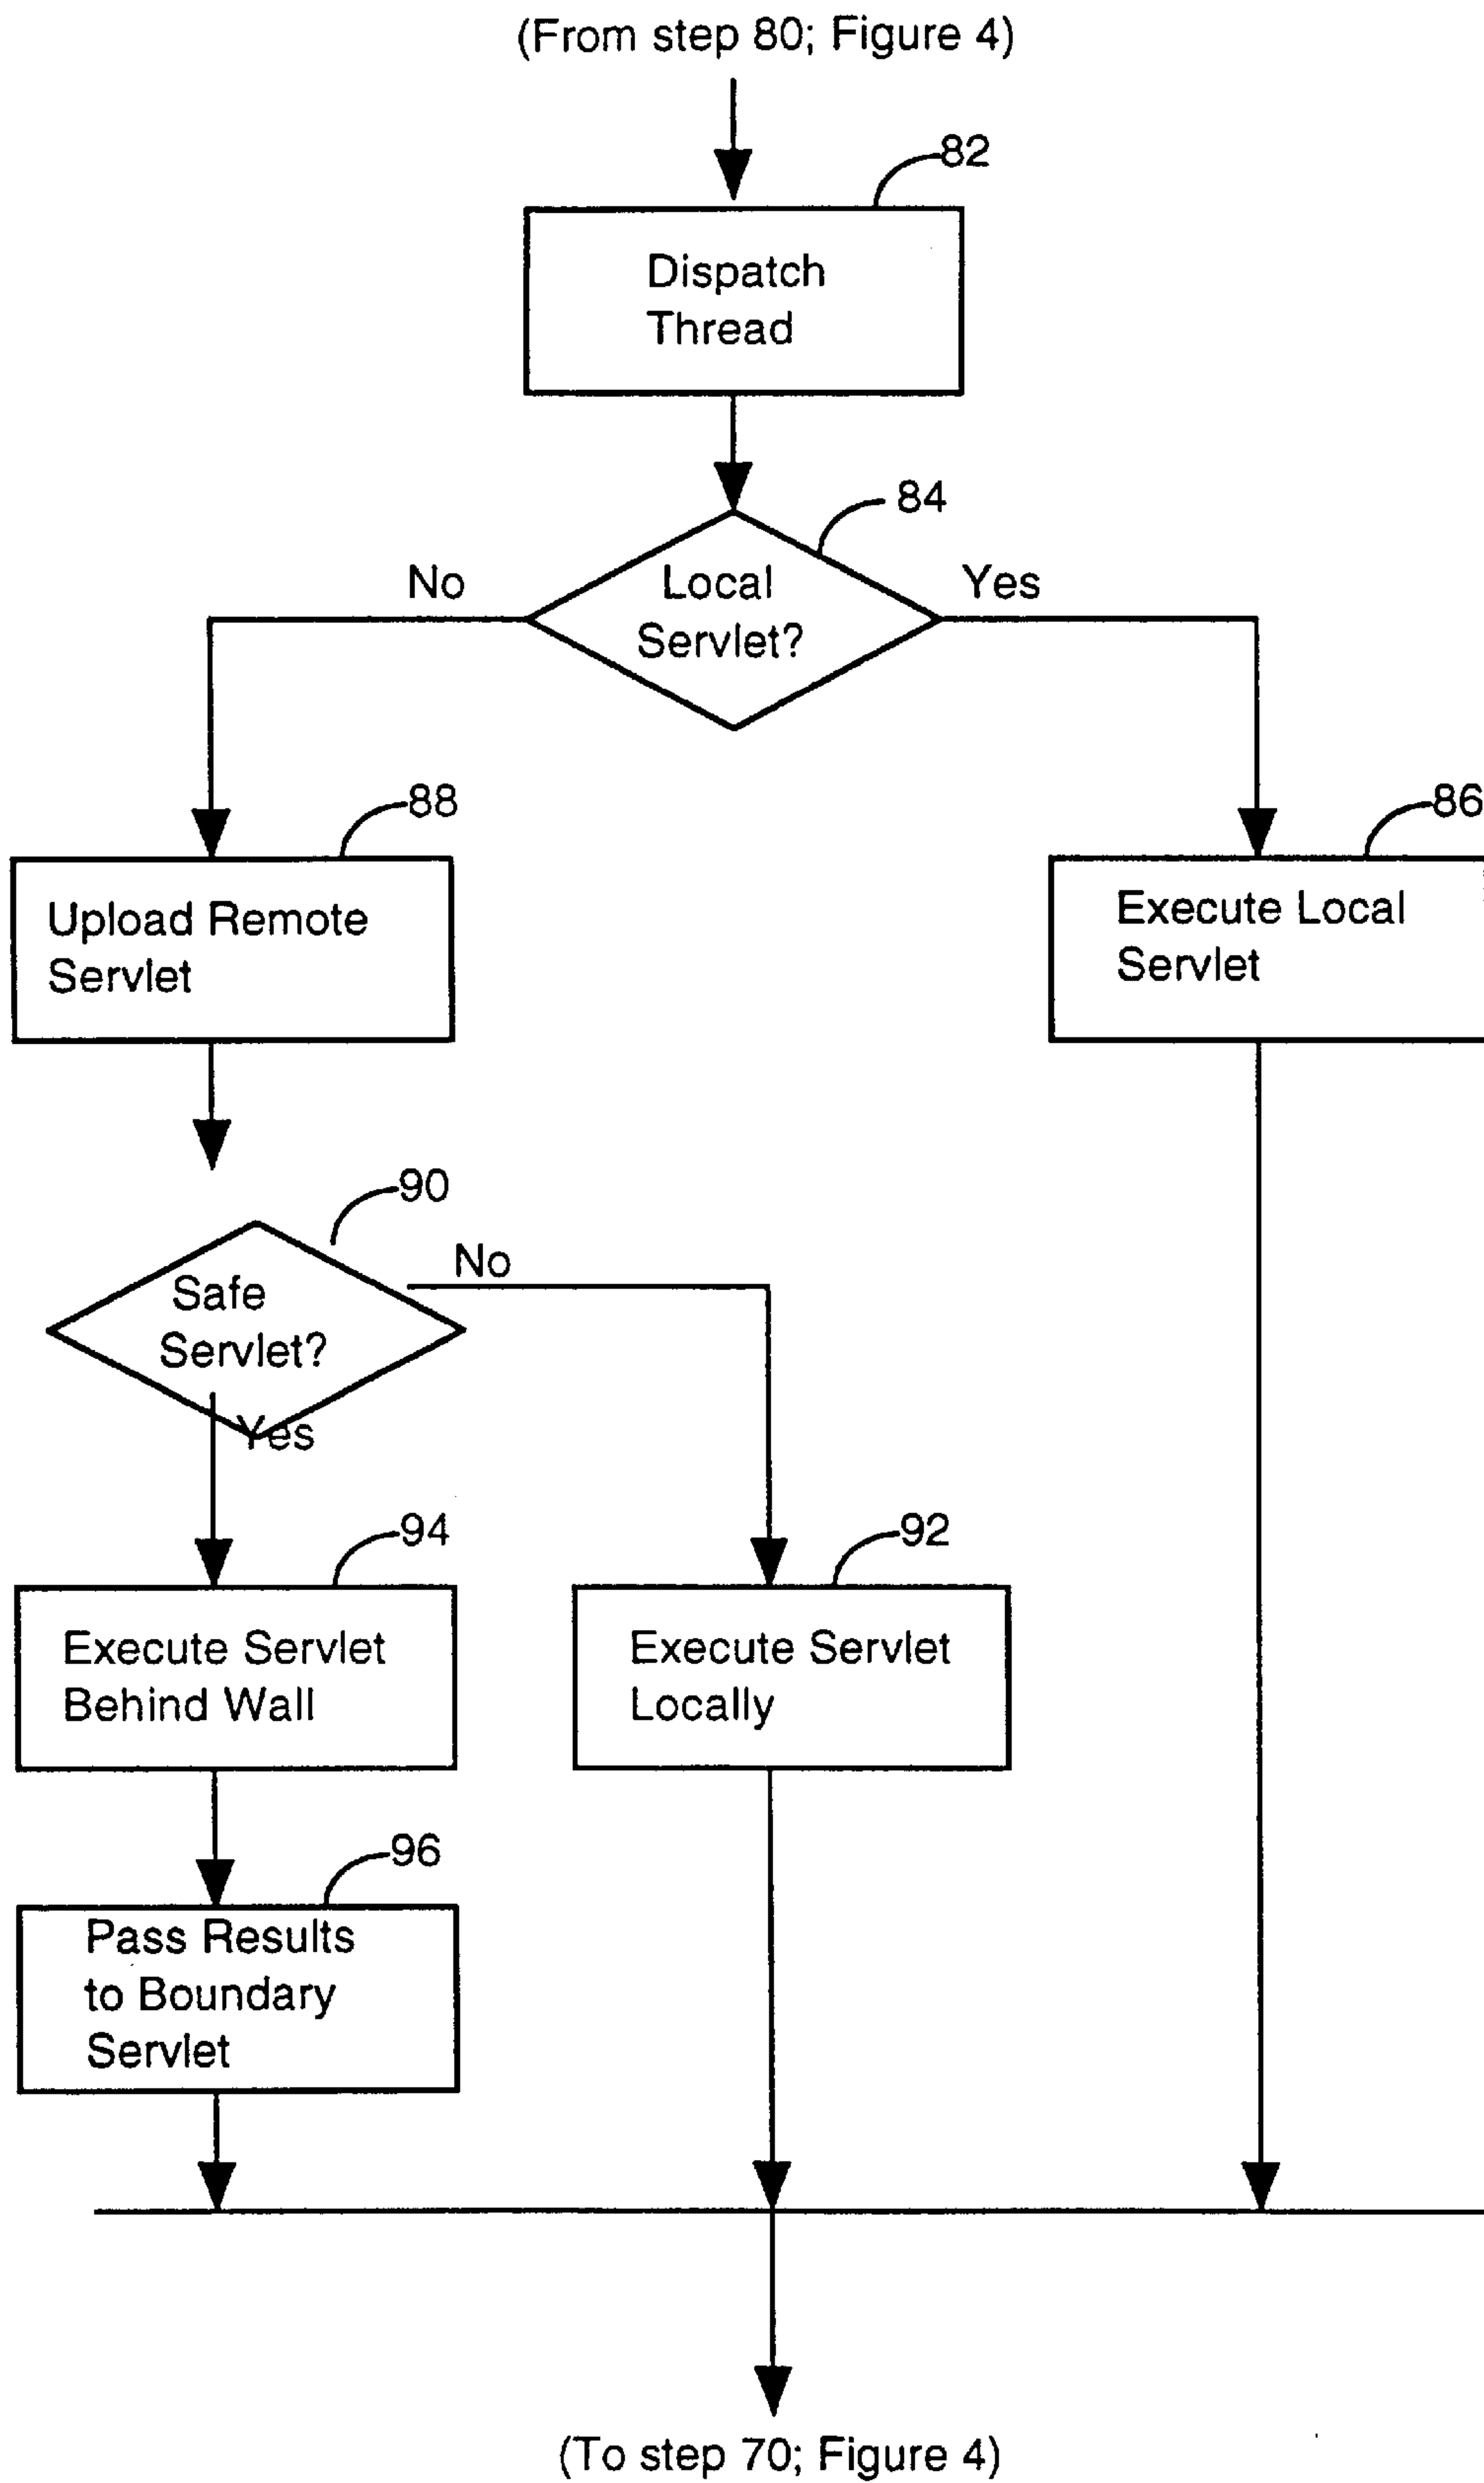 (From step 80; Figure 4)
82
Dispatch
Thread
84
No
Local
Servlet?
Yes
88
86
Upload Remote
Servlet
Execute Local
Servlet
90
No
Safe
Servlet?
Yes
94
92
Execute Servlet
Behind Wall
Execute Servlet
Locally
96
Pass Results
to Boundary
Servlet
(To step 70; Figure 4)